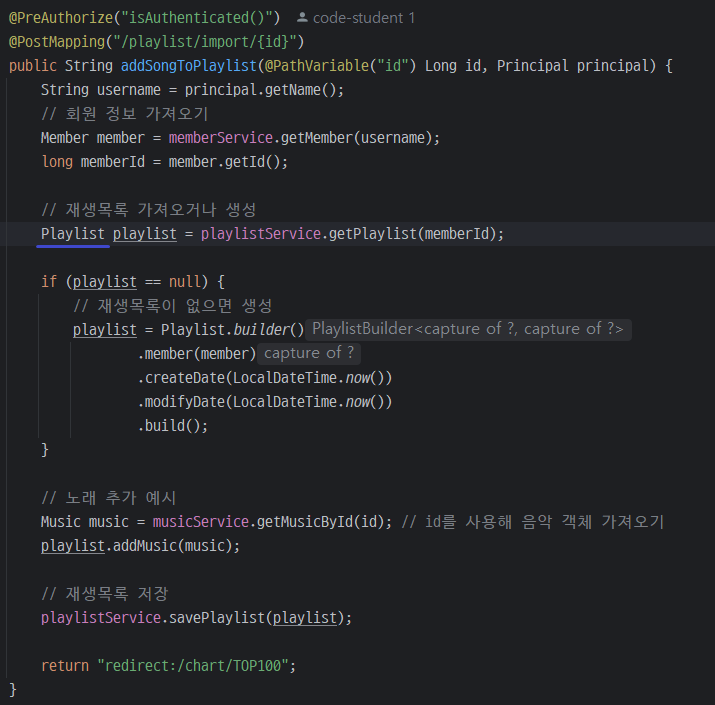 @PreAuthorize("isAuthenticated()") code-student 1
@PostMapping("/playlist/import/{id}")
public String addSongToPlaylist(@PathVariable("id") Long id, Principal principal) {
String username = principal.getName();
// 회원 정보 가져오기
Member member = memberService.getMember(username);
long memberId = member.getId();
// 재생목록 가져오거나 생성
Playlist playlist = playlistService.getPlaylist(memberId);
if (playlist == null) {
// 재생목록이 없으면 생성
playlist = Playlist.builder() PlaylistBuilder<capture of ?, capture of ?>
.member(member) capture of ?
.createDate(LocalDateTime.now())
.modifyDate(LocalDateTime.now())
.build();
}
// 노래 추가 예시
Music music = musicService.getMusicById(id); // id를 사용해 음악 객체 가져오기
playlist.addMusic(music);
// 재생목록 저장
playlistService.savePlaylist(playlist);
return "redirect:/chart/TOP100";
}